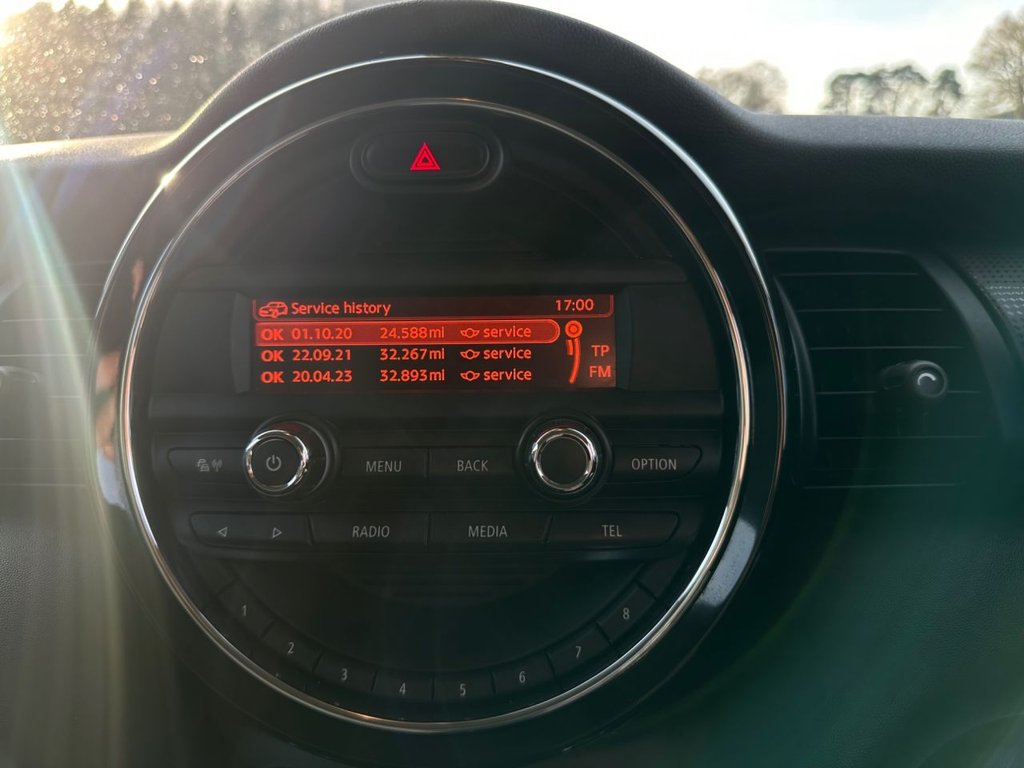 Service history 17:00
OK 01.10.20 24.588mi service
OK 22.09.21 32.267mi service
OK 20.04.23 32.893mi service
TP
FM
MENU BACK OPTION
RADIO MEDIA TEL
1 2 3 4 5 6 7 8